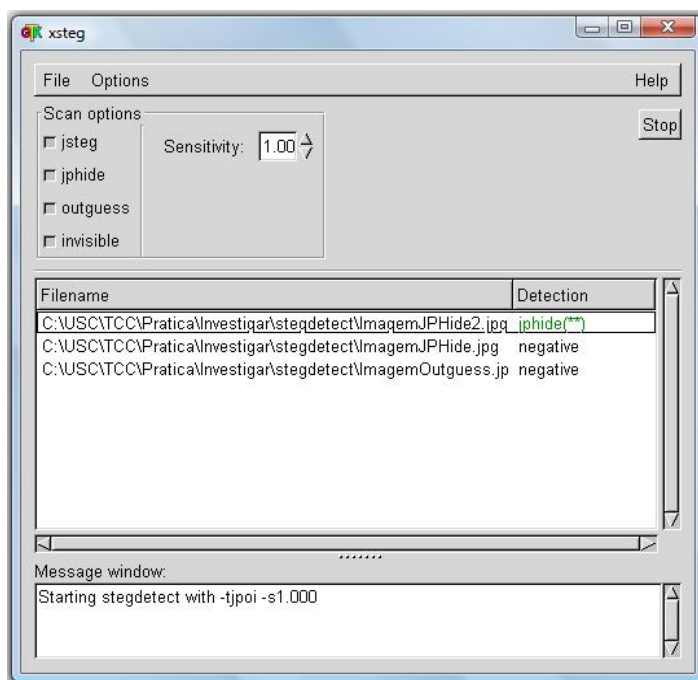 xsteg
File Options Help
Scan options
jsteg
jphide
outguess
invisible
Sensitivity: 1.00
Stop
Filename Detection
C:\USC\TCC\Pratica\Investigar\stegdetect\ImagemJPHide2.jpg jphide(**)
C:\USC\TCC\Pratica\Investigar\stegdetect\ImagemJPHide.jpg negative
C:\USC\TCC\Pratica\Investigar\stegdetect\ImagemOutguess.jp negative
Message window:
Starting stegdetect with -tjpoi -s1.000